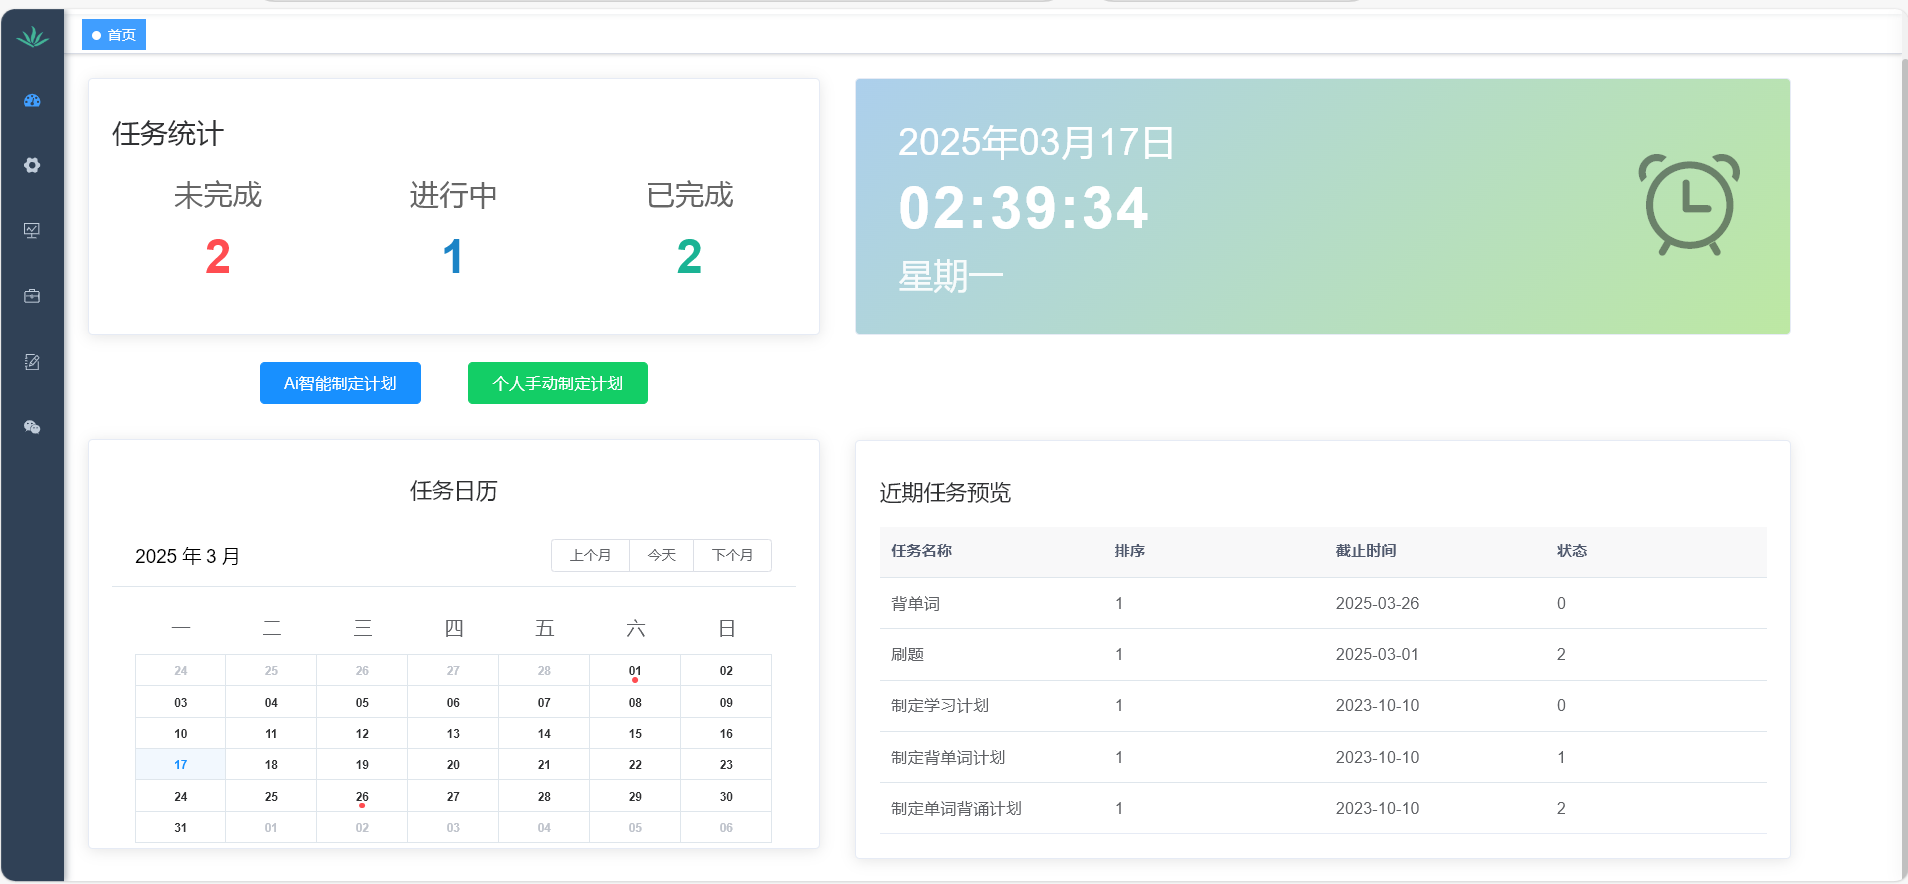 首页
任务统计
未完成 进行中 已完成
2 1 2
2025年03月17日
02:39:34
星期一
Ai智能制定计划 个人手动制定计划
任务日历
2025 年 3 月 上个月 今天 下个月
一 二 三 四 五 六 日
24 25 26 27 28 01 02
03 04 05 06 07 08 09
10 11 12 13 14 15 16
17 18 19 20 21 22 23
24 25 26 27 28 29 30
31 01 02 03 04 05 06
近期任务预览
任务名称 排序 截止时间 状态
背单词 1 2025-03-26 0
刷题 1 2025-03-01 2
制定学习计划 1 2023-10-10 0
制定背单词计划 1 2023-10-10 1
制定单词背诵计划 1 2023-10-10 2